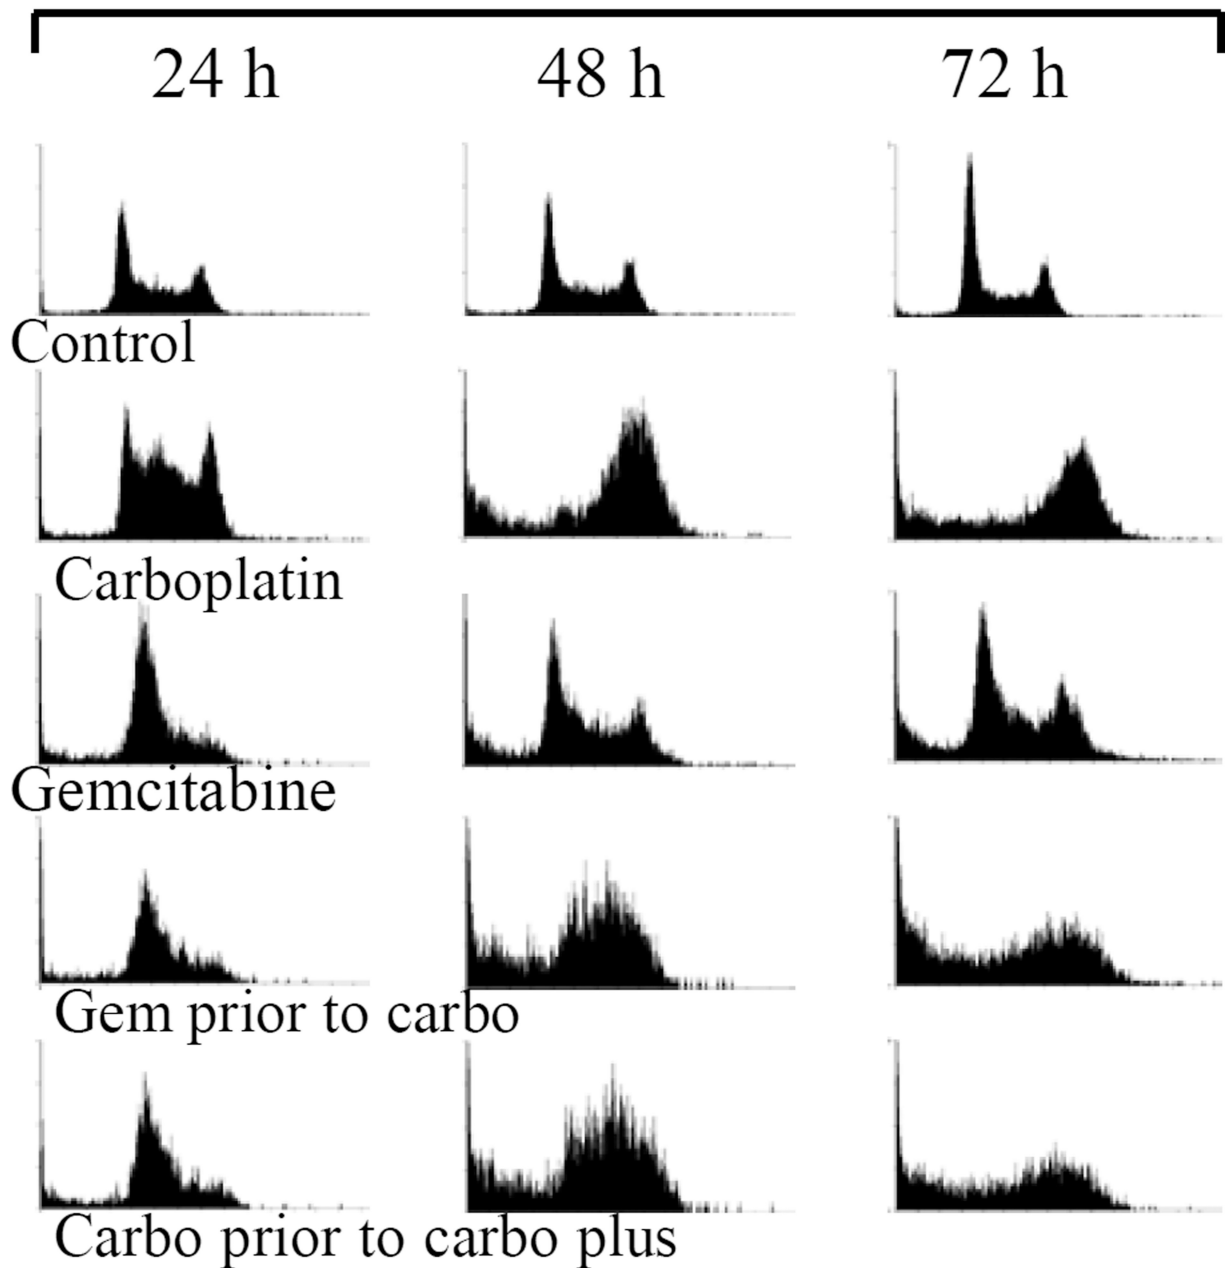 24 h 48 h 72 h
Control
Carboplatin
Gemcitabine
Gem prior to carbo
Carbo prior to carbo plus